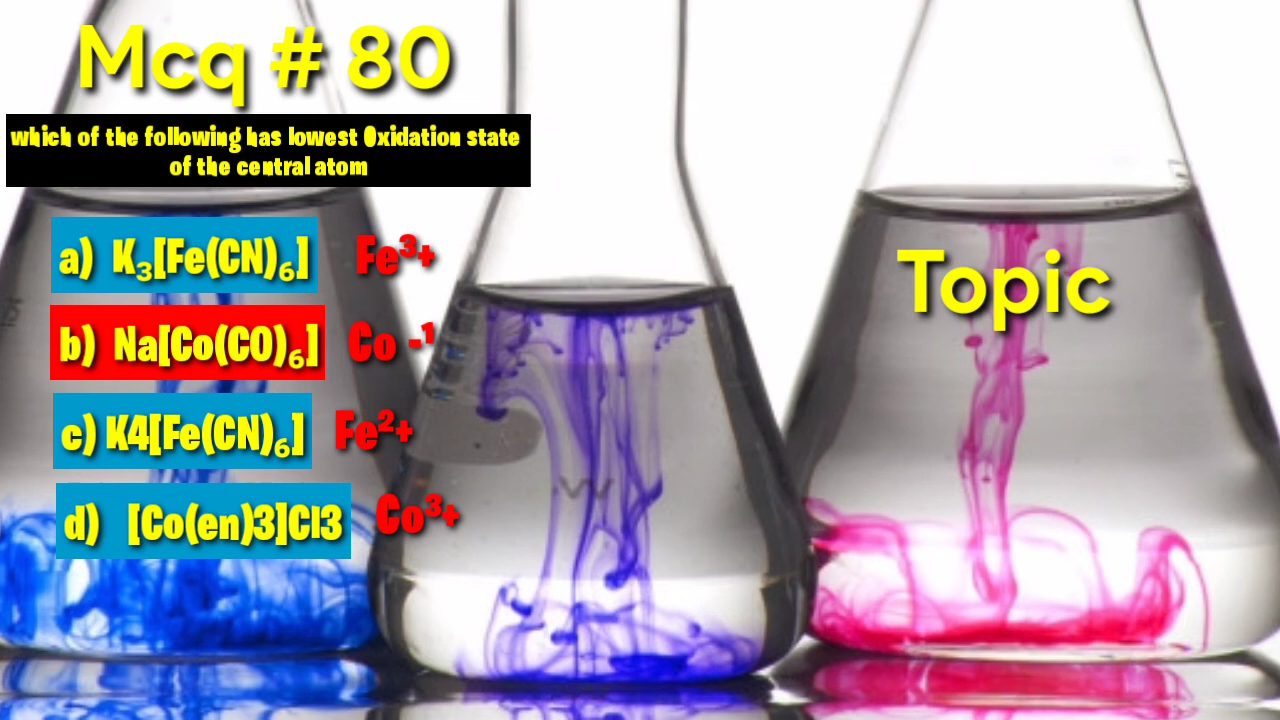 Mcq # 80
which of the following has lowest Oxidation state
of the central atom
a) K₃[Fe(CN)₆] Fe³+
b) Na[Co(CO)₆] Co -¹
c) K4[Fe(CN)₆] Fe²+
d) [Co(en)3]Cl3 Co³+
Topic